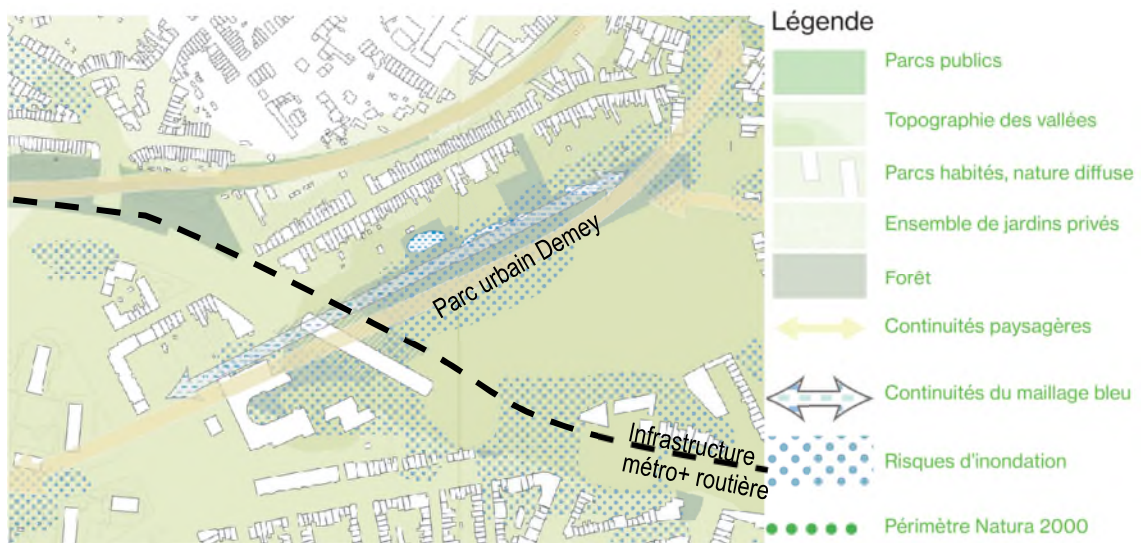 Légende
Parcs publics
Topographie des vallées
Parcs habités, nature diffuse
Ensemble de jardins privés
Forêt
Continuités paysagères
Continuités du maillage bleu
Risques d'inondation
Périmètre Natura 2000
Parc urbain Demey
Infrastructure
métro+ routière